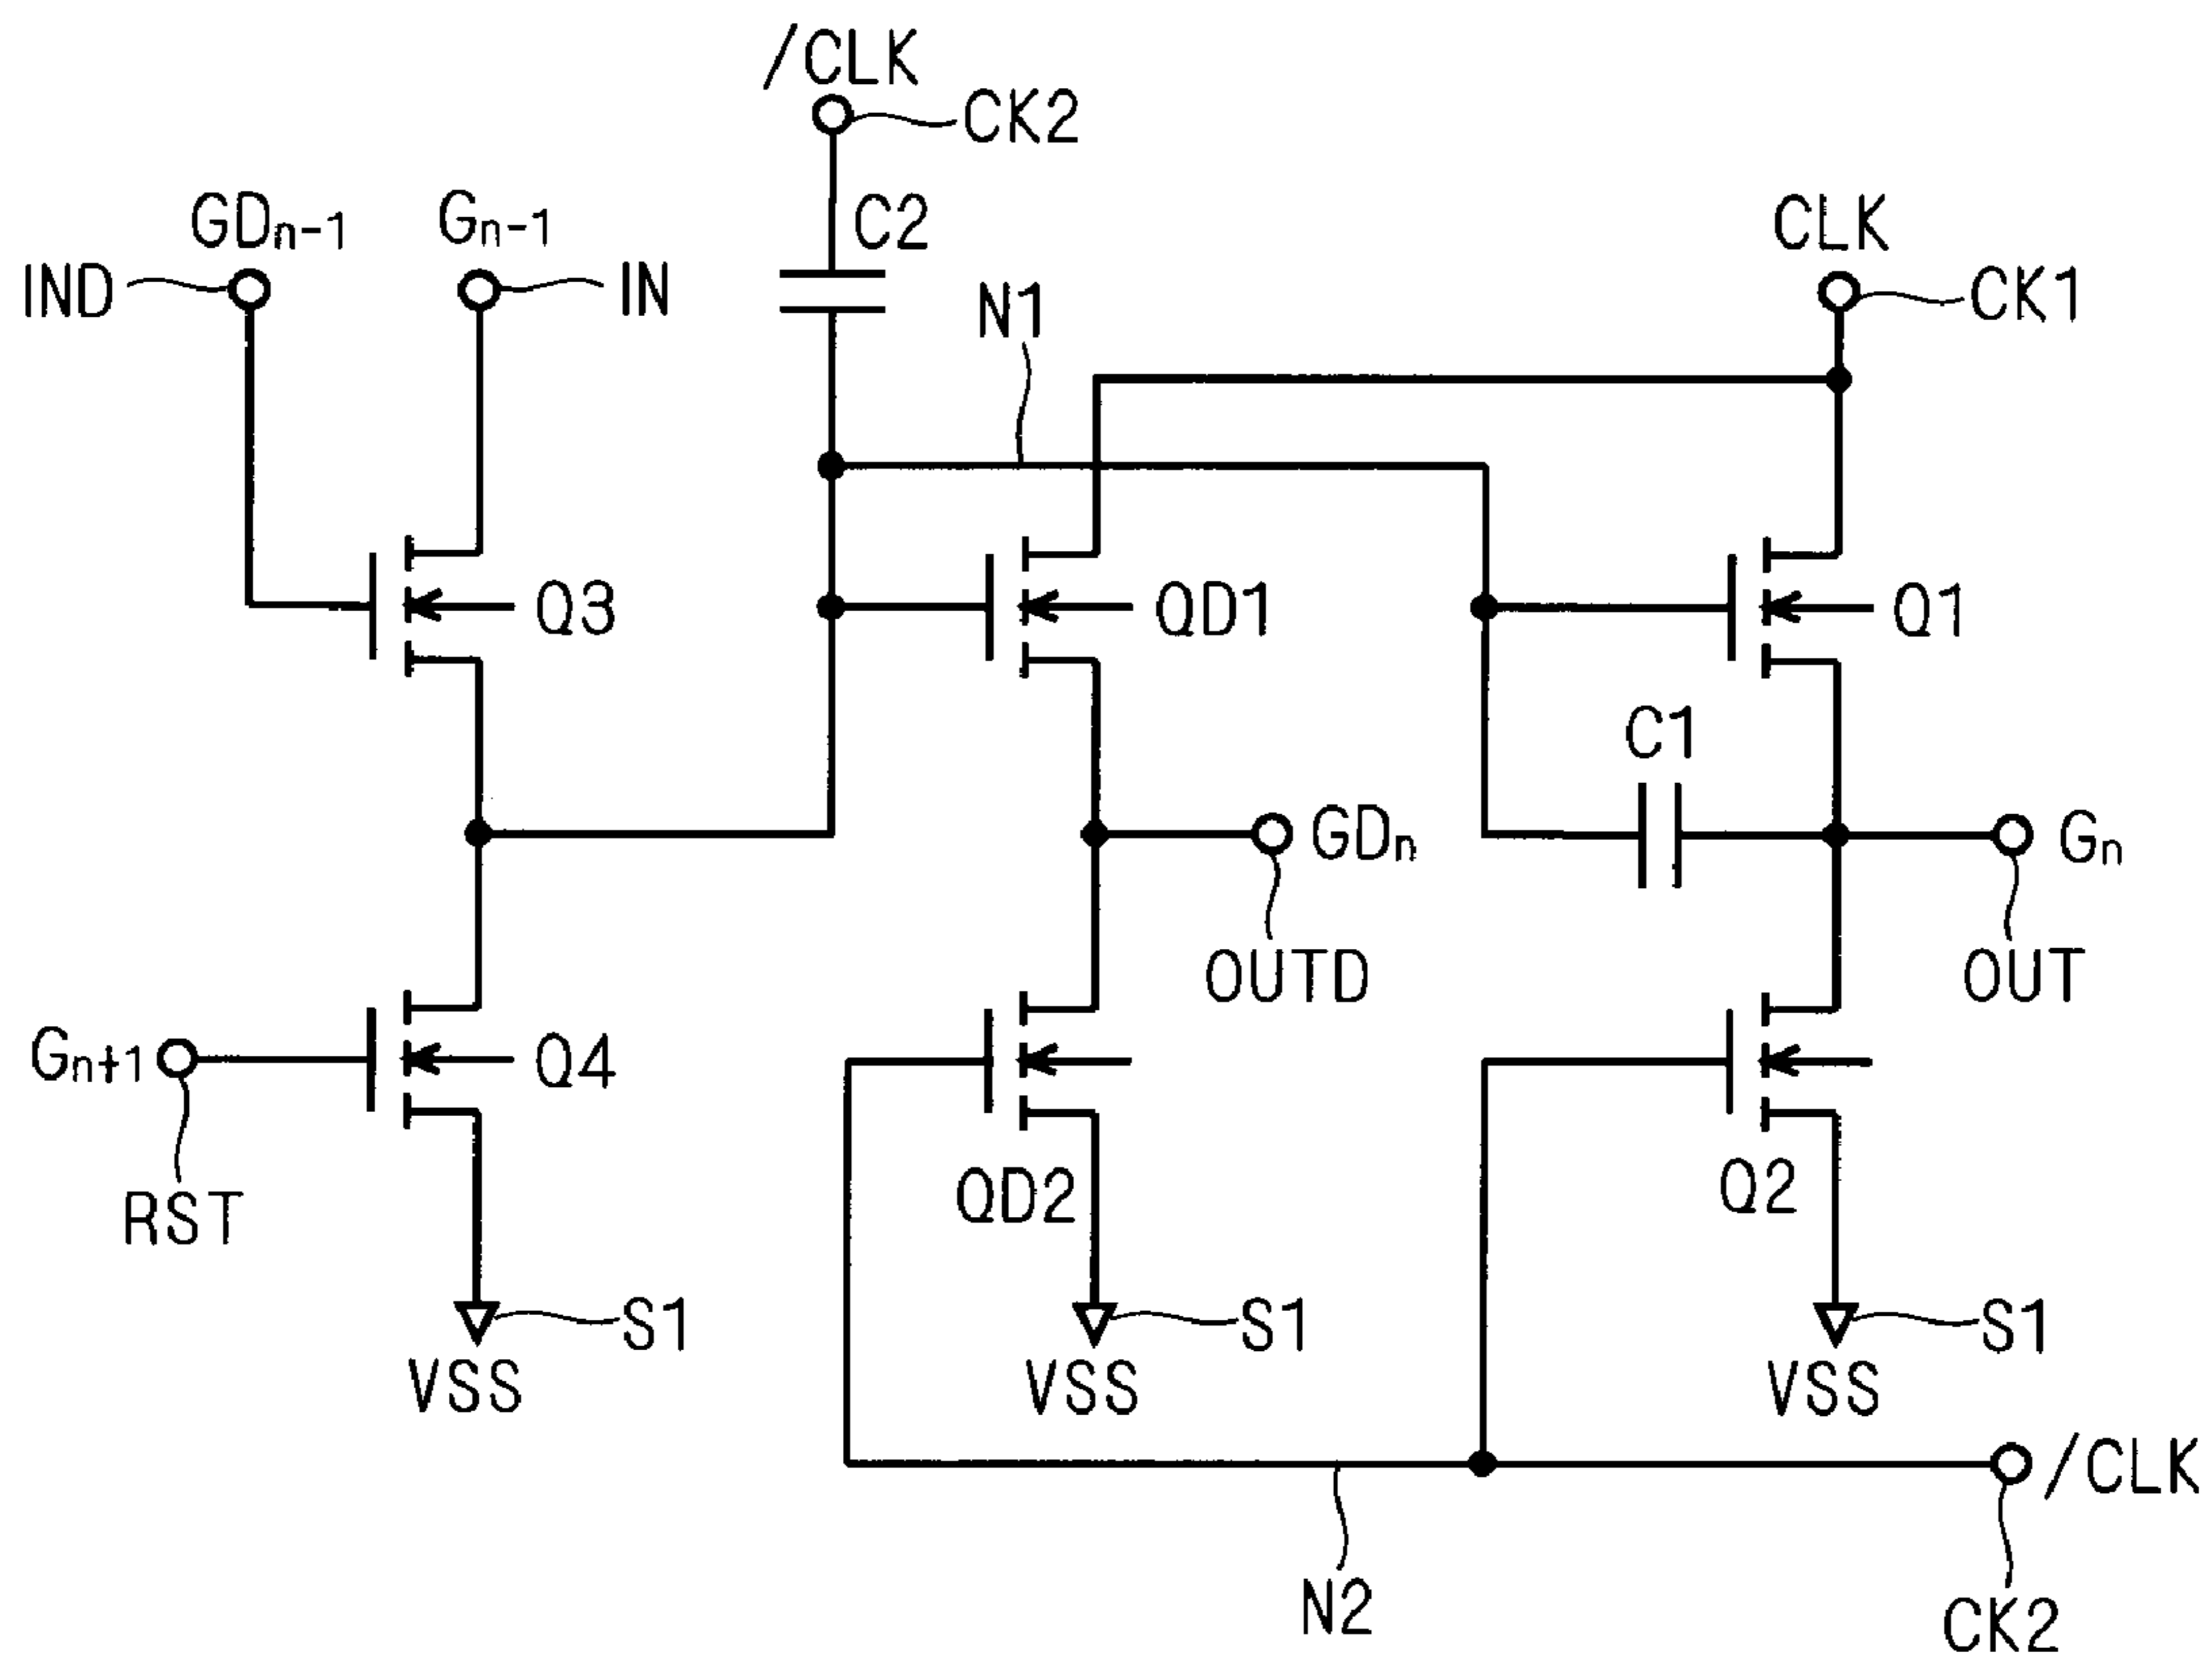 /CLK
CK2
GDn-1
Gn-1
C2
CLK
IND
IN
N1
CK1
Q3
QD1
Q1
C1
GDn
Gn
OUTD
OUT
Gn+1
Q4
RST
QD2
Q2
S1
S1
S1
VSS
VSS
VSS
/CLK
N2
CK2